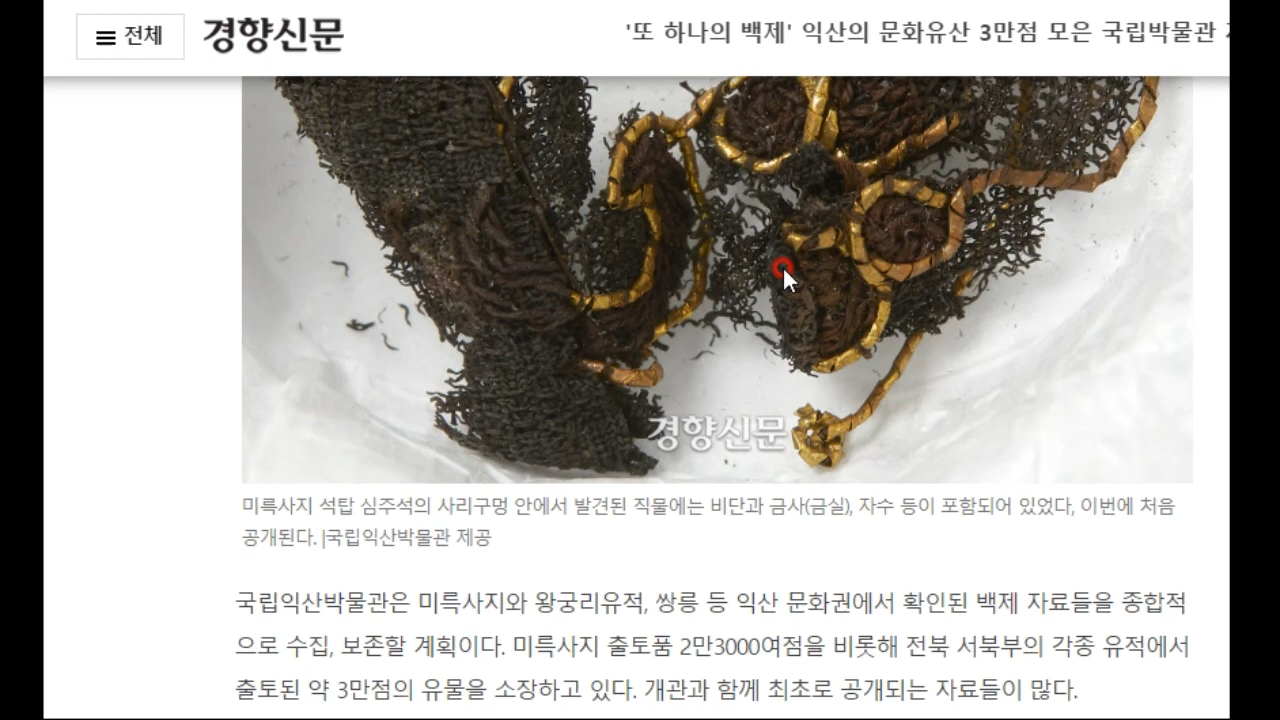 전체
경향신문
'또 하나의 백제' 익산의 문화유산 3만점 모은 국립박물관
경향신문
미륵사지 석탑 심주석의 사리구멍 안에서 발견된 직물에는 비단과 금사(금실), 자수 등이 포함되어 있었다, 이번에 처음
공개된다. |국립익산박물관 제공
국립익산박물관은 미륵사지와 왕궁리유적, 쌍릉 등 익산 문화권에서 확인된 백제 자료들을 종합적
으로 수집, 보존할 계획이다. 미륵사지 출토품 2만3000여점을 비롯해 전북 서북부의 각종 유적에서
출토된 약 3만점의 유물을 소장하고 있다. 개관과 함께 최초로 공개되는 자료들이 많다.